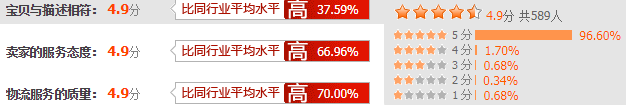 宝贝与描述相符： 4.9分 比同行业平均水平 高 37.59%
卖家的服务态度： 4.9分 比同行业平均水平 高 66.96%
物流服务的质量： 4.9分 比同行业平均水平 高 70.00%
4.9分 共589人
5分 96.60%
4分 1.70%
3分 0.68%
2分 0.34%
1分 0.68%